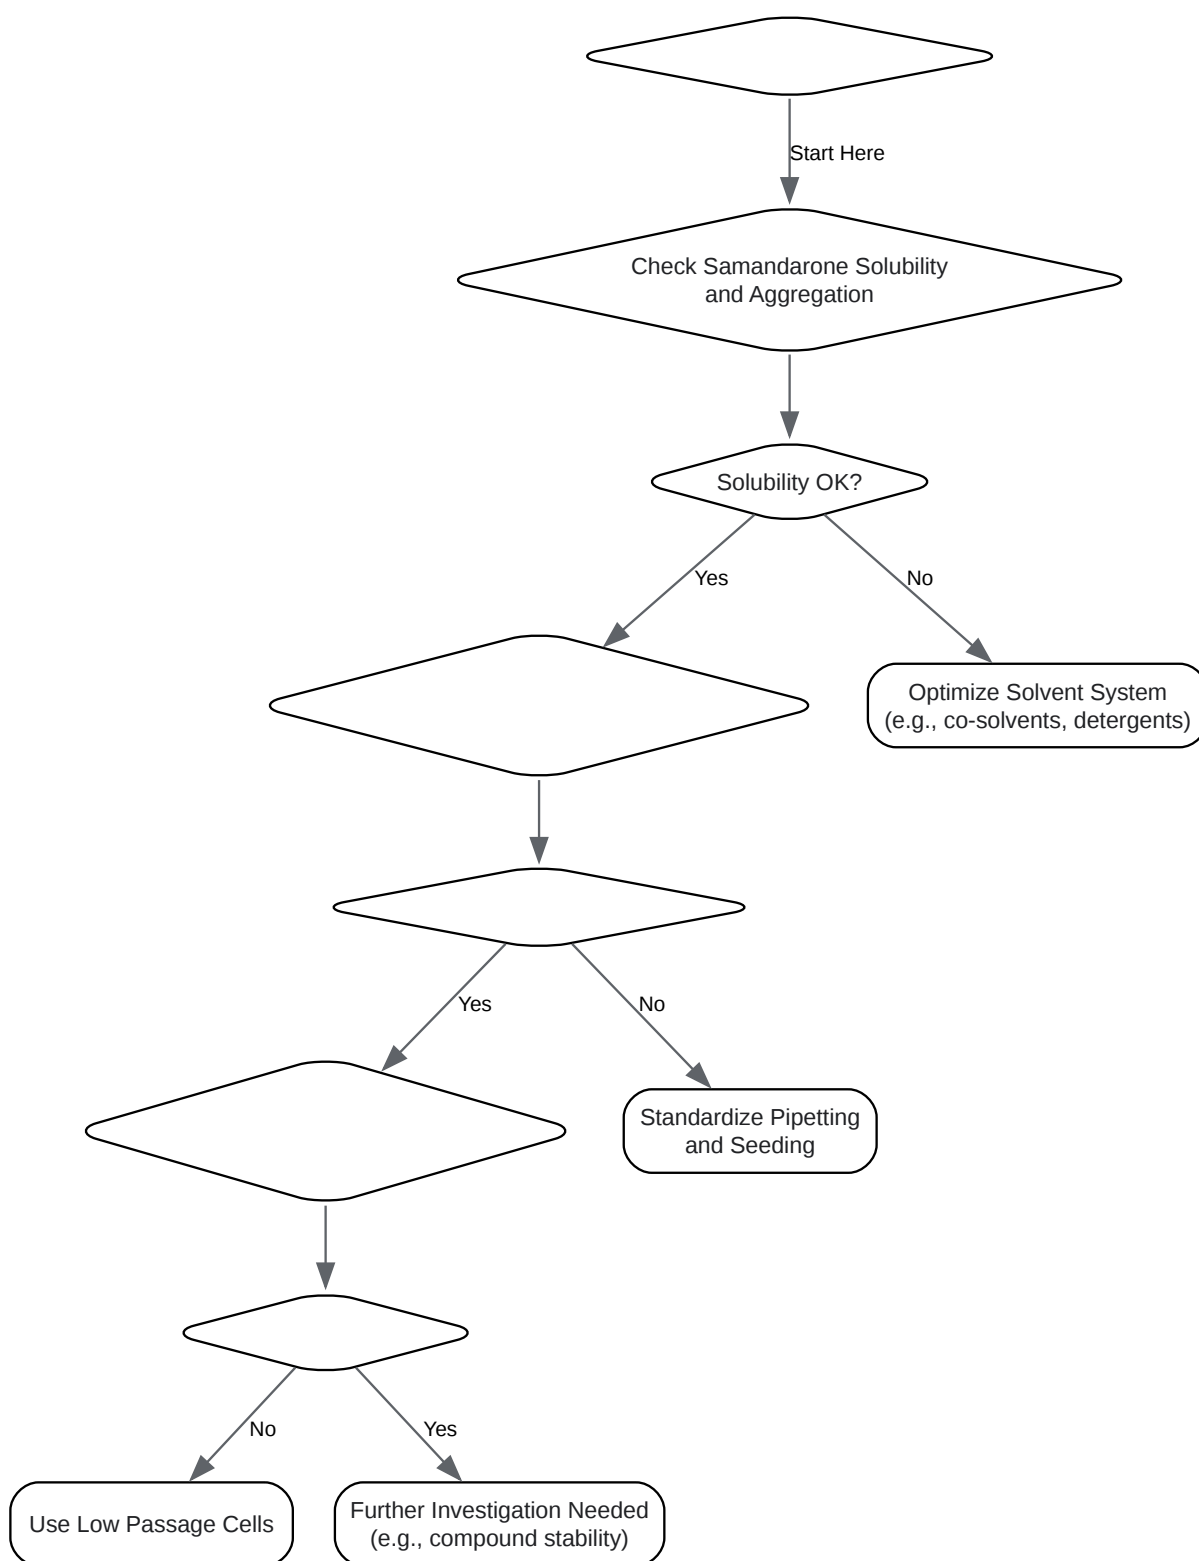 Start Here
Check Samandarone Solubility
and Aggregation
Solubility OK?
Yes
No
Optimize Solvent System
(e.g., co-solvents, detergents)
Yes
No
Standardize Pipetting
and Seeding
No
Yes
Use Low Passage Cells
Further Investigation Needed
(e.g., compound stability)